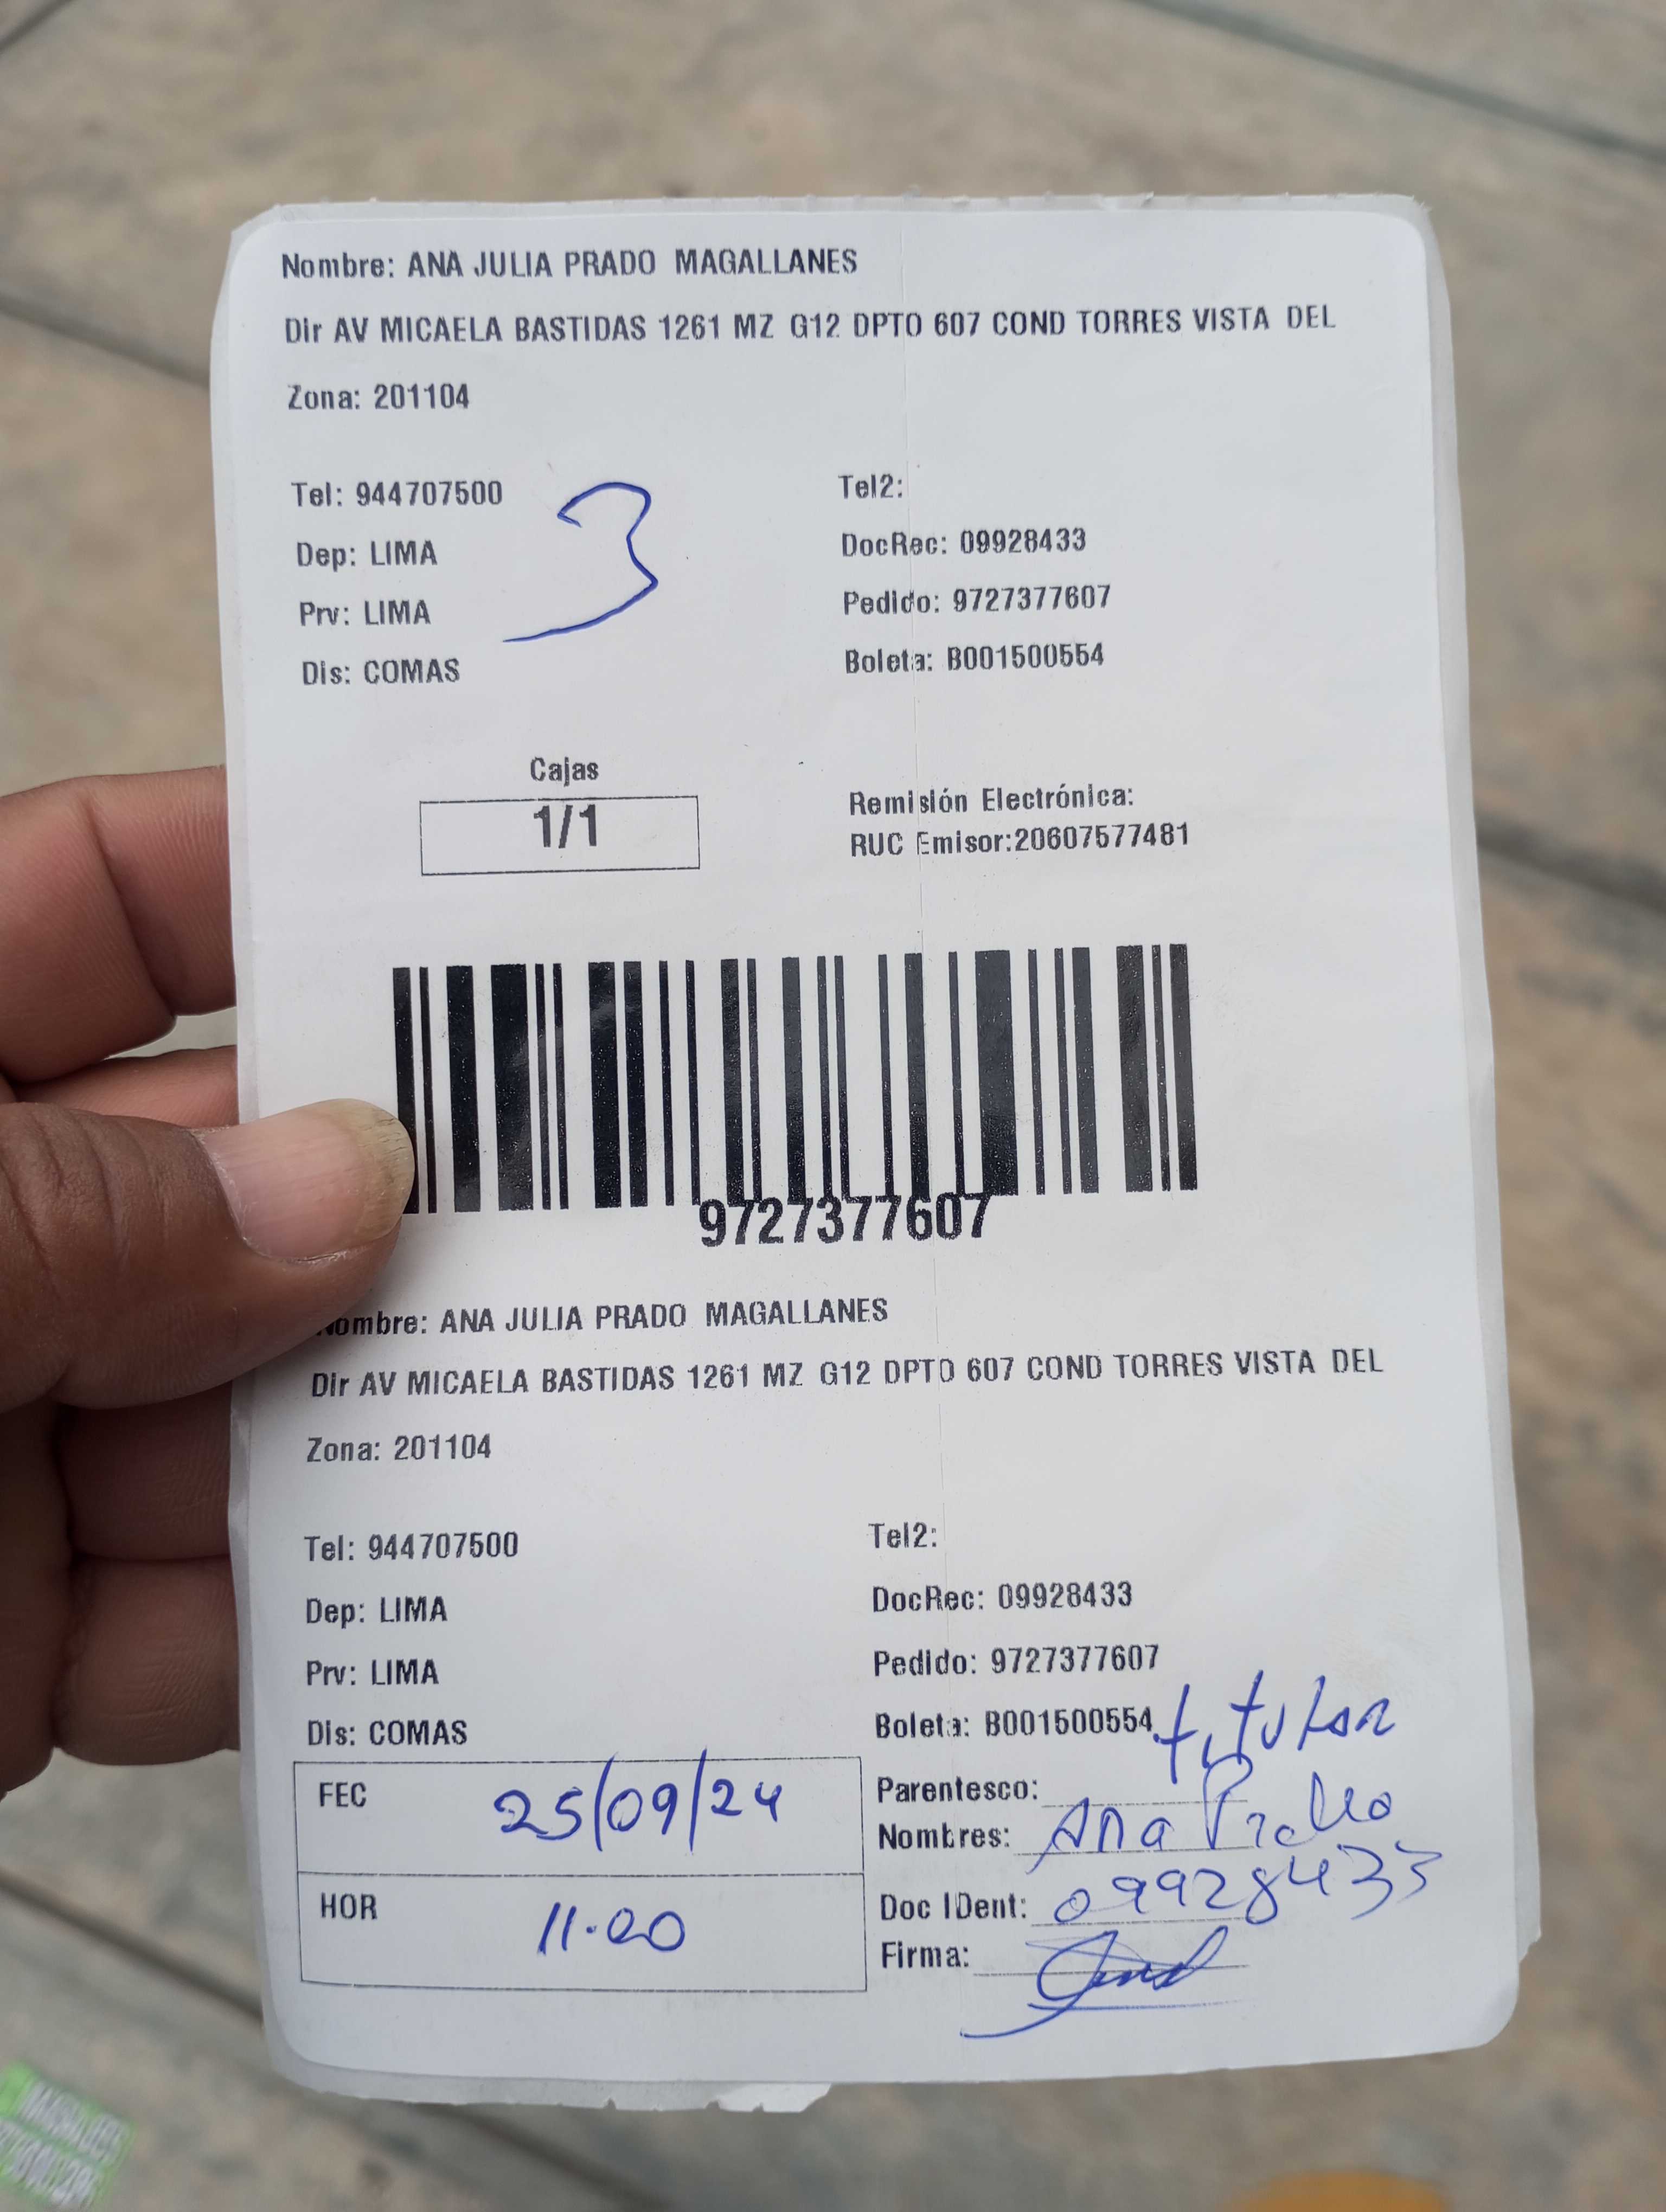 Nombre: ANA JULIA PRADO MAGALLANES
Dir AV MICAELA BASTIDAS 1261 MZ G12 DPTO 607 COND TORRES VISTA DEL
Zona: 201104
Tel: 944707500
3
Tel2:
Dep: LIMA
DocRec: 09928433
Prv: LIMA
Pedido: 9727377607
Dis: COMAS
Boleta: B001500554
Cajas
1/1
Remisión Electrónica:
RUC Emisor:20607577481
9727377607
Nombre: ANA JULIA PRADO MAGALLANES
Dir AV MICAELA BASTIDAS 1261 MZ G12 DPTO 607 COND TORRES VISTA DEL
Zona: 201104
Tel: 944707500
Tel2:
Dep: LIMA
DocRec: 09928433
Prv: LIMA
Pedido: 9727377607
Dis: COMAS
Boleta: B001500554
FEC 25/09/24
Parentesco: titular
Nombres: Ana Prado
HOR 11.00
Doc IDent: 09928433
Firma: